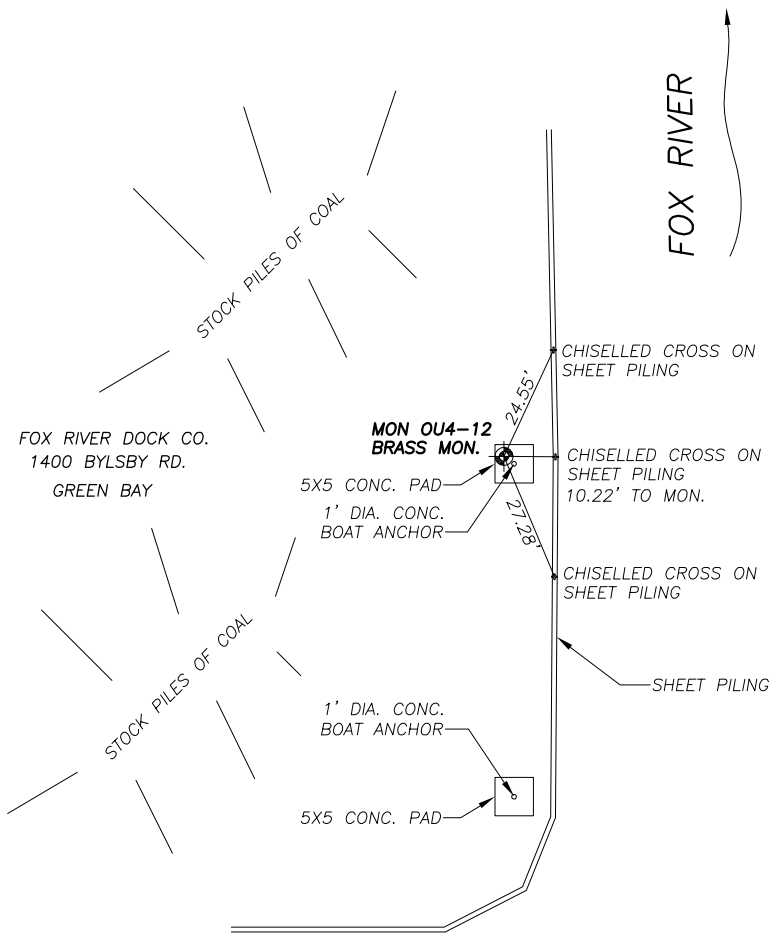 FOX RIVER
STOCK PILES OF COAL
CHISELLED CROSS ON
SHEET PILING
24.55'
MON OU4-12
BRASS MON.
FOX RIVER DOCK CO.
1400 BYLSBY RD.
GREEN BAY
CHISELLED CROSS ON
SHEET PILING
10.22' TO MON.
5X5 CONC. PAD
1' DIA. CONC.
BOAT ANCHOR
27.28'
CHISELLED CROSS ON
SHEET PILING
STOCK PILES OF COAL
SHEET PILING
1' DIA. CONC.
BOAT ANCHOR
5X5 CONC. PAD